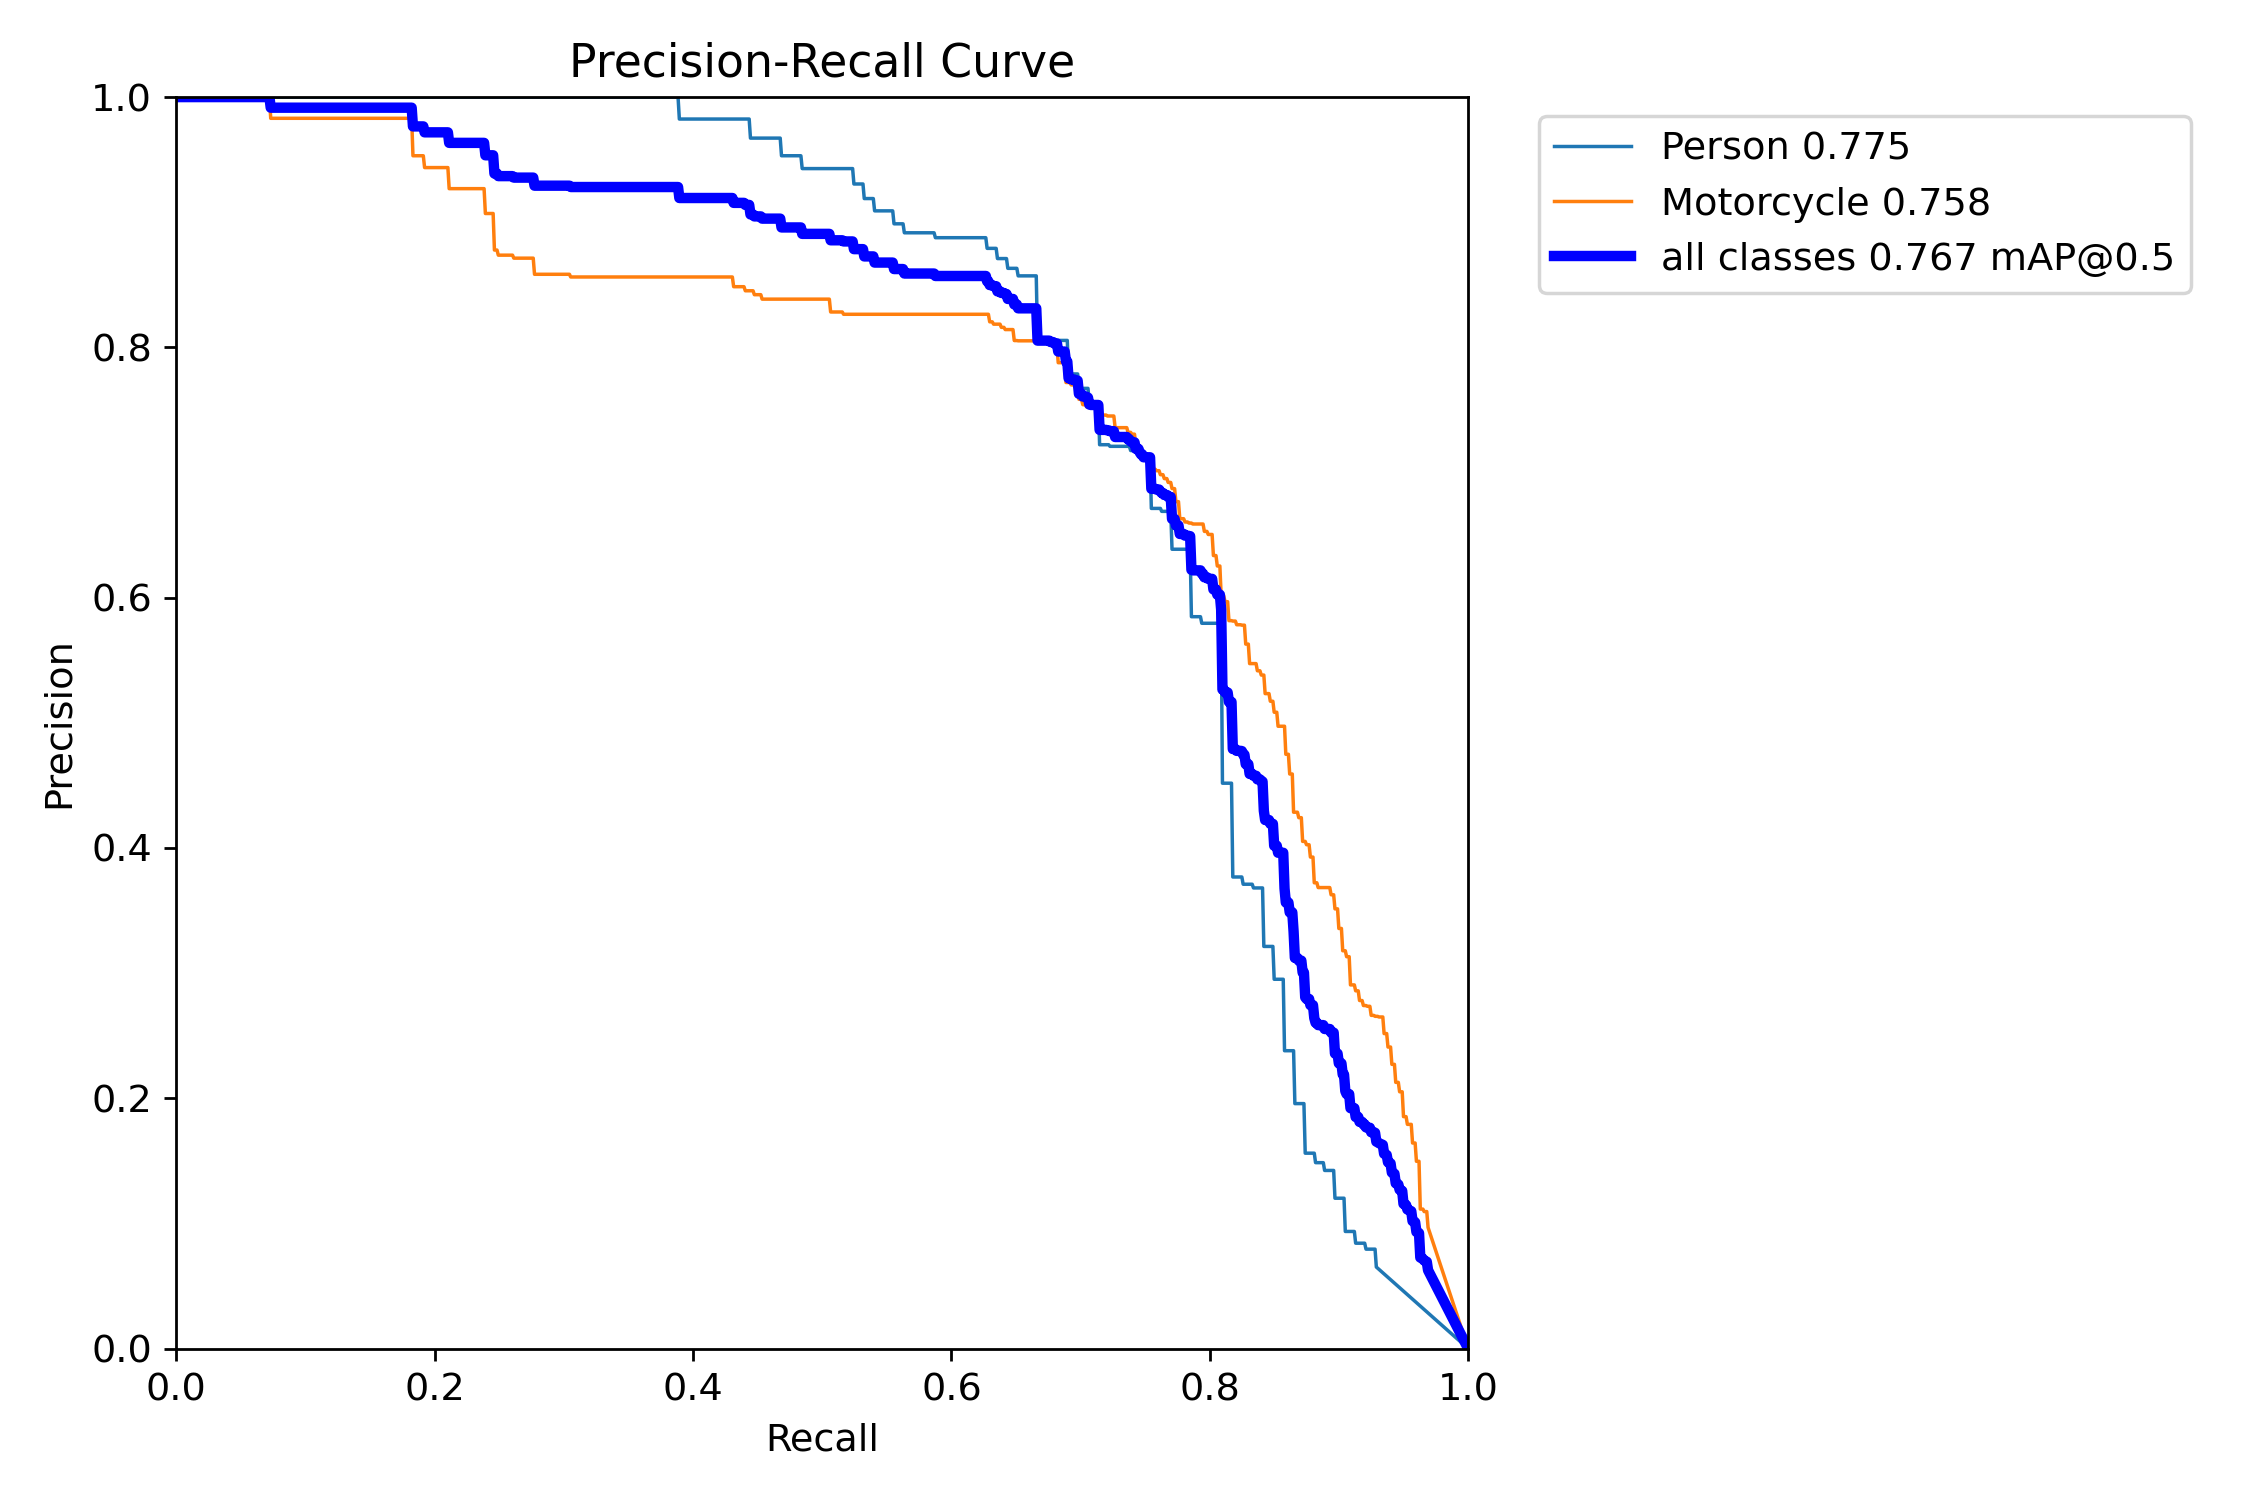 Precision-Recall Curve
1.0
0.8
0.6
0.4
0.2
0.0
Precision
0.0 0.2 0.4 0.6 0.8 1.0
Recall
Person 0.775
Motorcycle 0.758
all classes 0.767 mAP@0.5